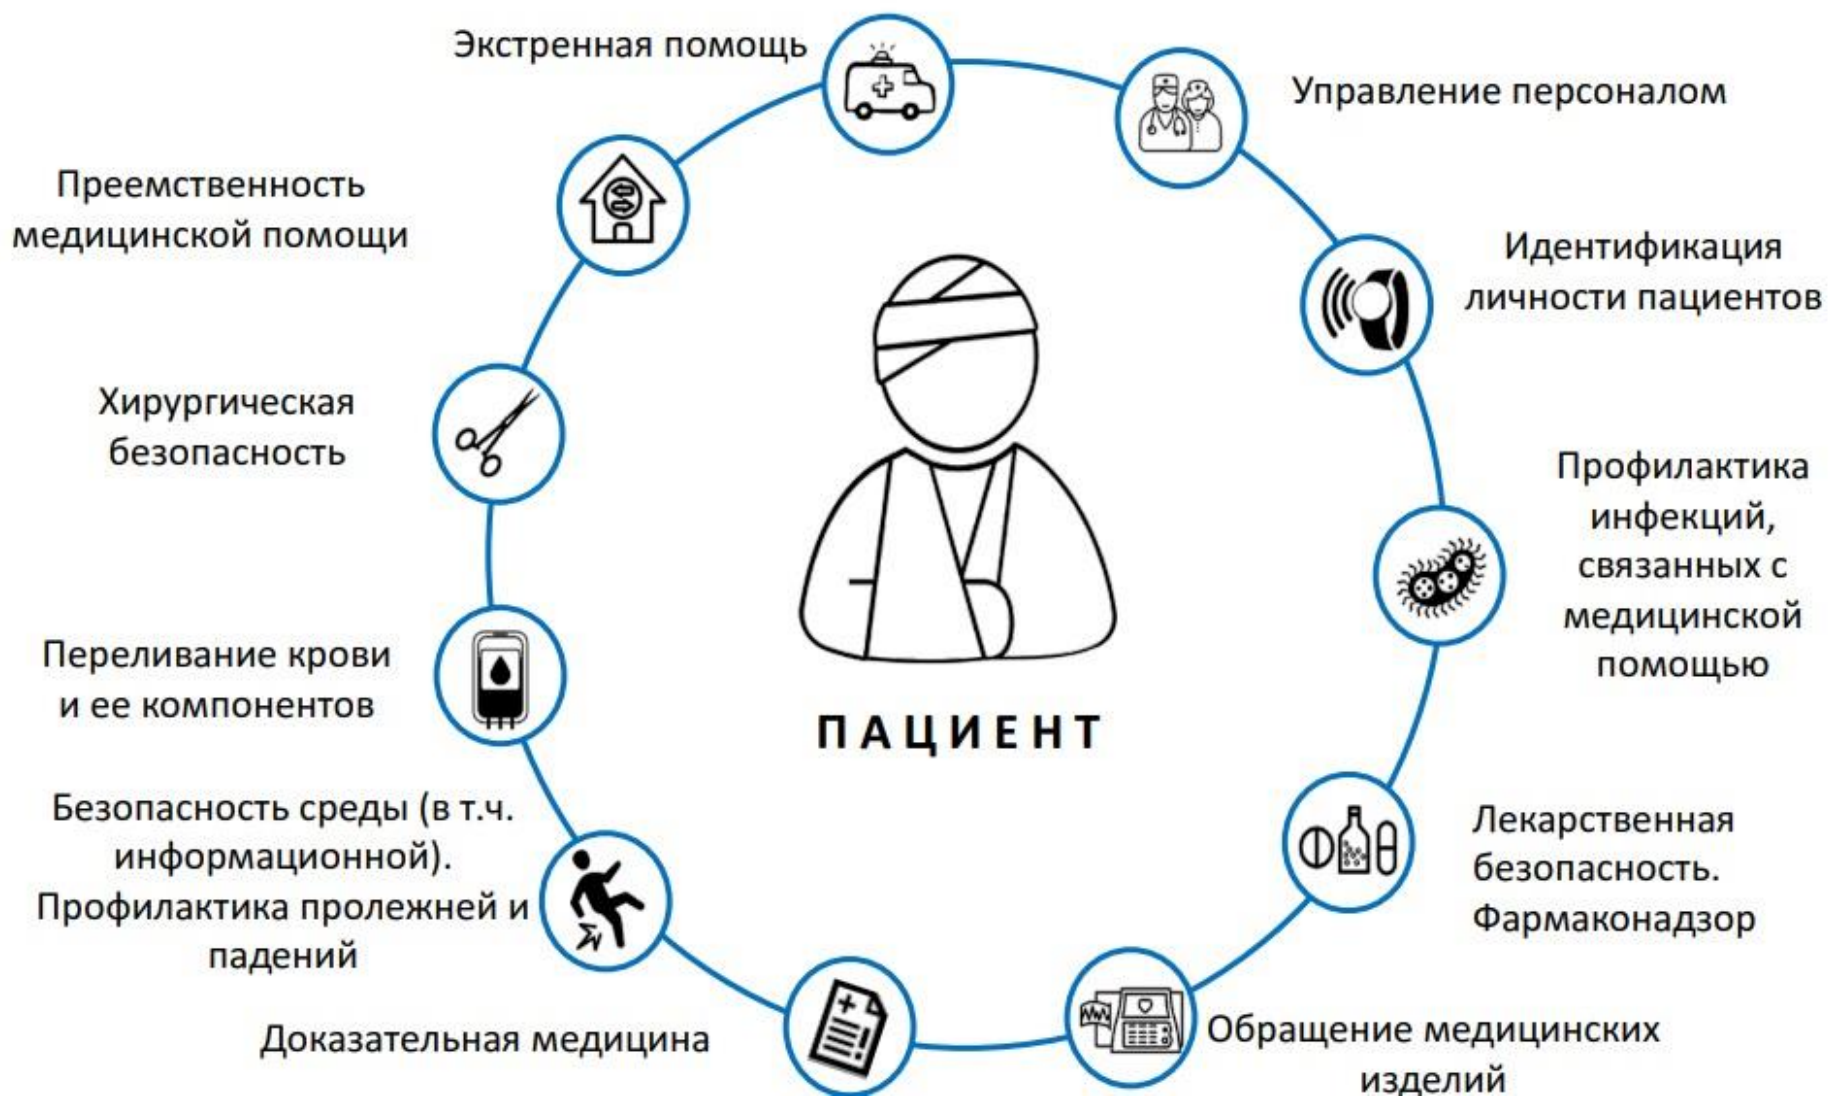 Экстренная помощь
Управление персоналом
Преемственность
медицинской помощи
Идентификация
личности пациентов
Хирургическая
безопасность
Профилактика
инфекций,
связанных с
медицинской
помощью
Переливание крови
и ее компонентов
ПАЦИЕНТ
Безопасность среды (в т.ч.
информационной).
Профилактика пролежней и
падений
Лекарственная
безопасность.
Фармаконадзор
Доказательная медицина
Обращение медицинских
изделий